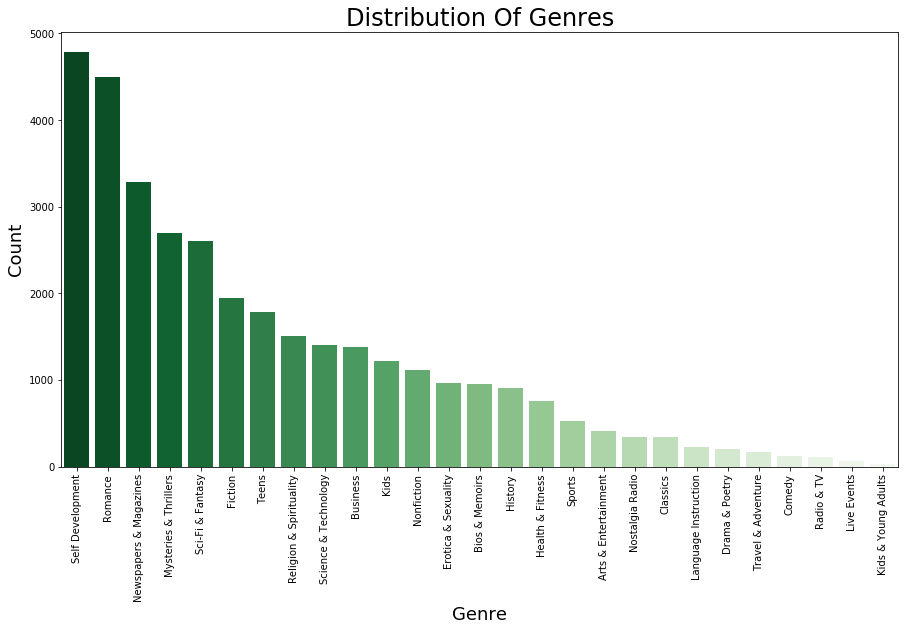 Distribution Of Genres
Count
5000
4000
3000
2000
1000
0
Self Development
Romance
Newspapers & Magazines
Mysteries & Thrillers
Sci-Fi & Fantasy
Fiction
Teens
Religion & Spirituality
Science & Technology
Business
Kids
Nonfiction
Erotica & Sexuality
Bios & Memoirs
History
Health & Fitness
Sports
Arts & Entertainment
Nostalgia Radio
Classics
Language Instruction
Drama & Poetry
Travel & Adventure
Comedy
Radio & TV
Live Events
Kids & Young Adults
Genre